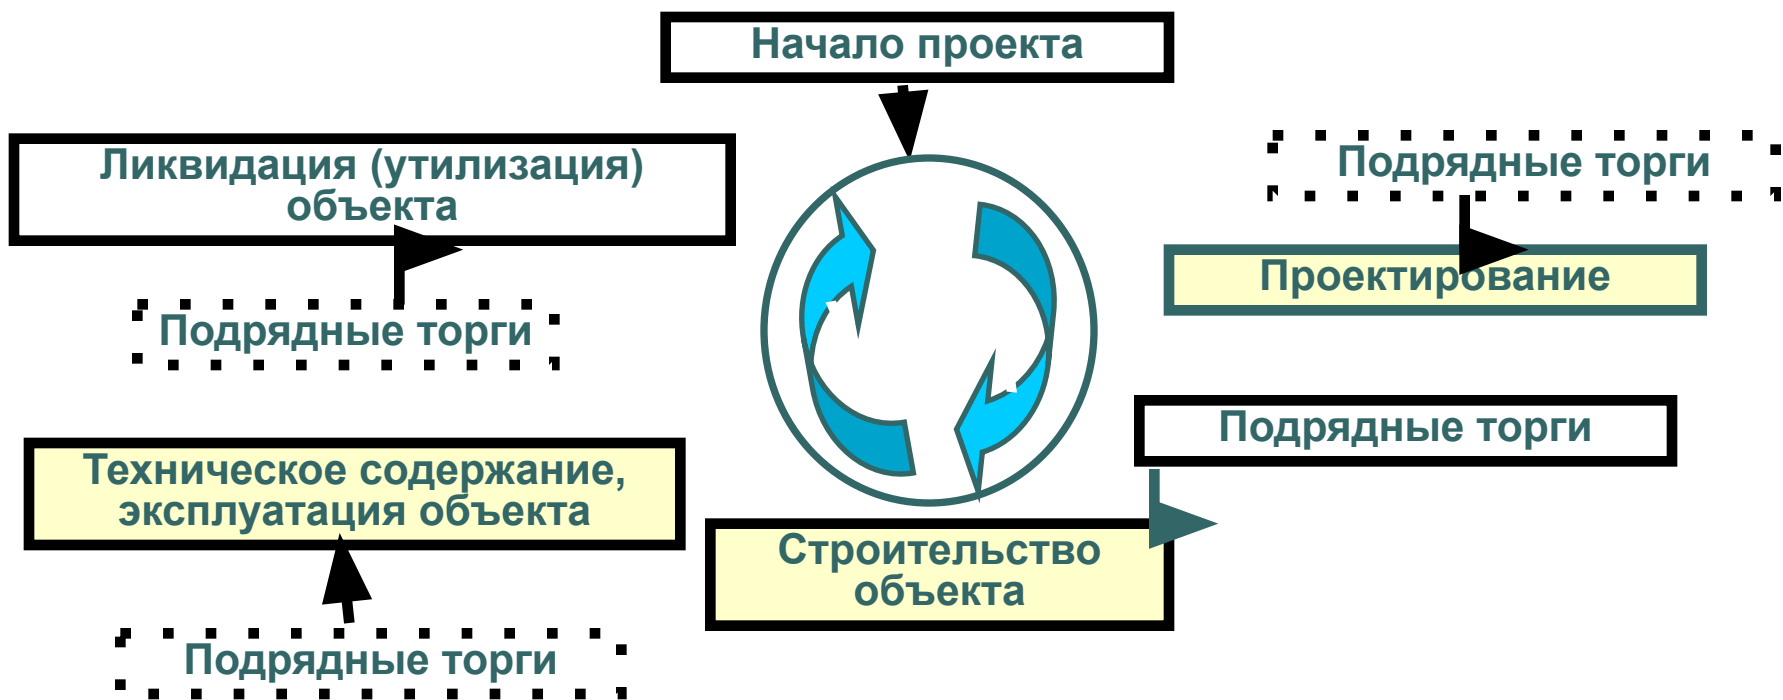 Начало проекта
Ликвидация (утилизация)
объекта
Подрядные торги
Проектирование
Подрядные торги
Подрядные торги
Техническое содержание,
эксплуатация объекта
Строительство
объекта
Подрядные торги